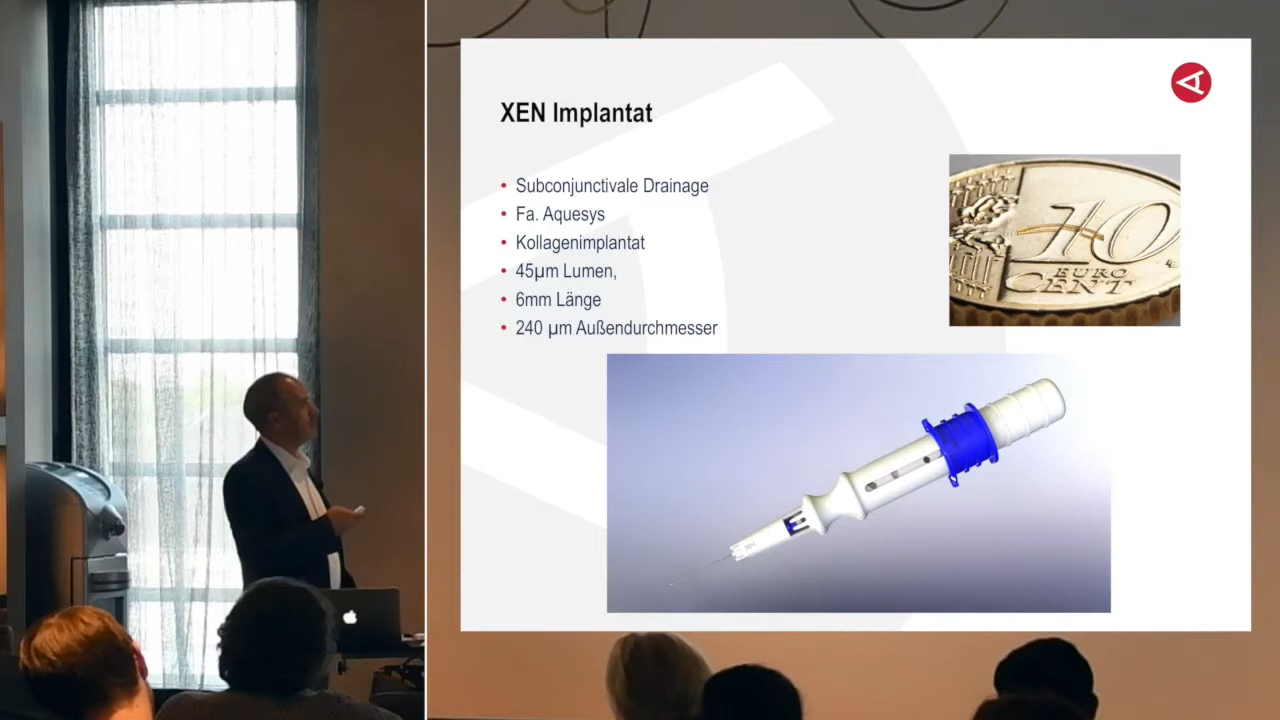 XEN Implantat
• Subconjunctivale Drainage
• Fa. Aquesys
• Kollagenimplantat
• 45µm Lumen,
• 6mm Länge
• 240 µm Außendurchmesser
10
EURO
CENT